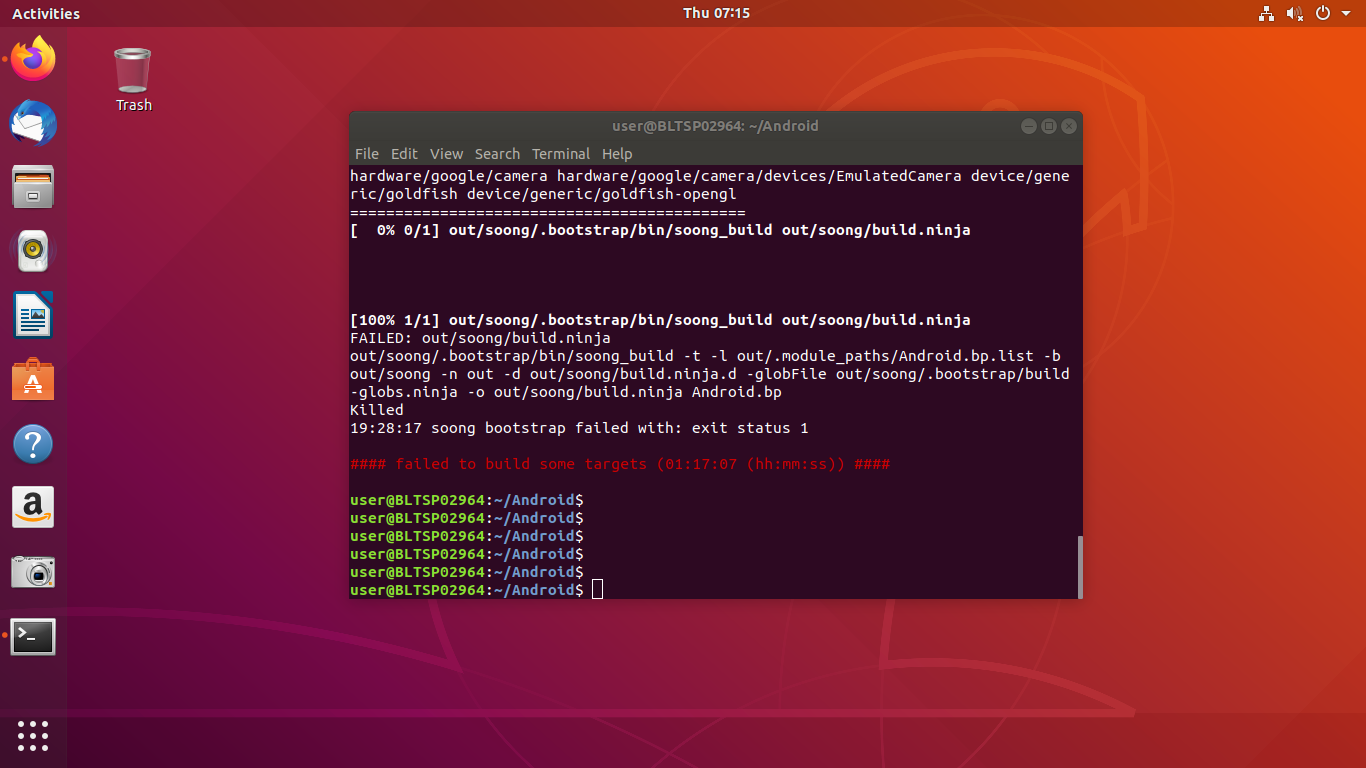 Activities
Thu 07:15
Trash
user@BLTSP02964: ~/Android
File Edit View Search Terminal Help
hardware/google/camera hardware/google/camera/devices/EmulatedCamera device/gene
ric/goldfish device/generic/goldfish-opengl
============================================
[  0% 0/1] out/soong/.bootstrap/bin/soong_build out/soong/build.ninja
[100% 1/1] out/soong/.bootstrap/bin/soong_build out/soong/build.ninja
FAILED: out/soong/build.ninja
out/soong/.bootstrap/bin/soong_build -t -l out/.module_paths/Android.bp.list -b
out/soong -n out -d out/soong/build.ninja.d -globFile out/soong/.bootstrap/build
-globs.ninja -o out/soong/build.ninja Android.bp
Killed
19:28:17 soong bootstrap failed with: exit status 1
#### failed to build some targets (01:17:07 (hh:mm:ss)) ####
user@BLTSP02964:~/Android$
user@BLTSP02964:~/Android$
user@BLTSP02964:~/Android$
user@BLTSP02964:~/Android$
user@BLTSP02964:~/Android$
user@BLTSP02964:~/Android$